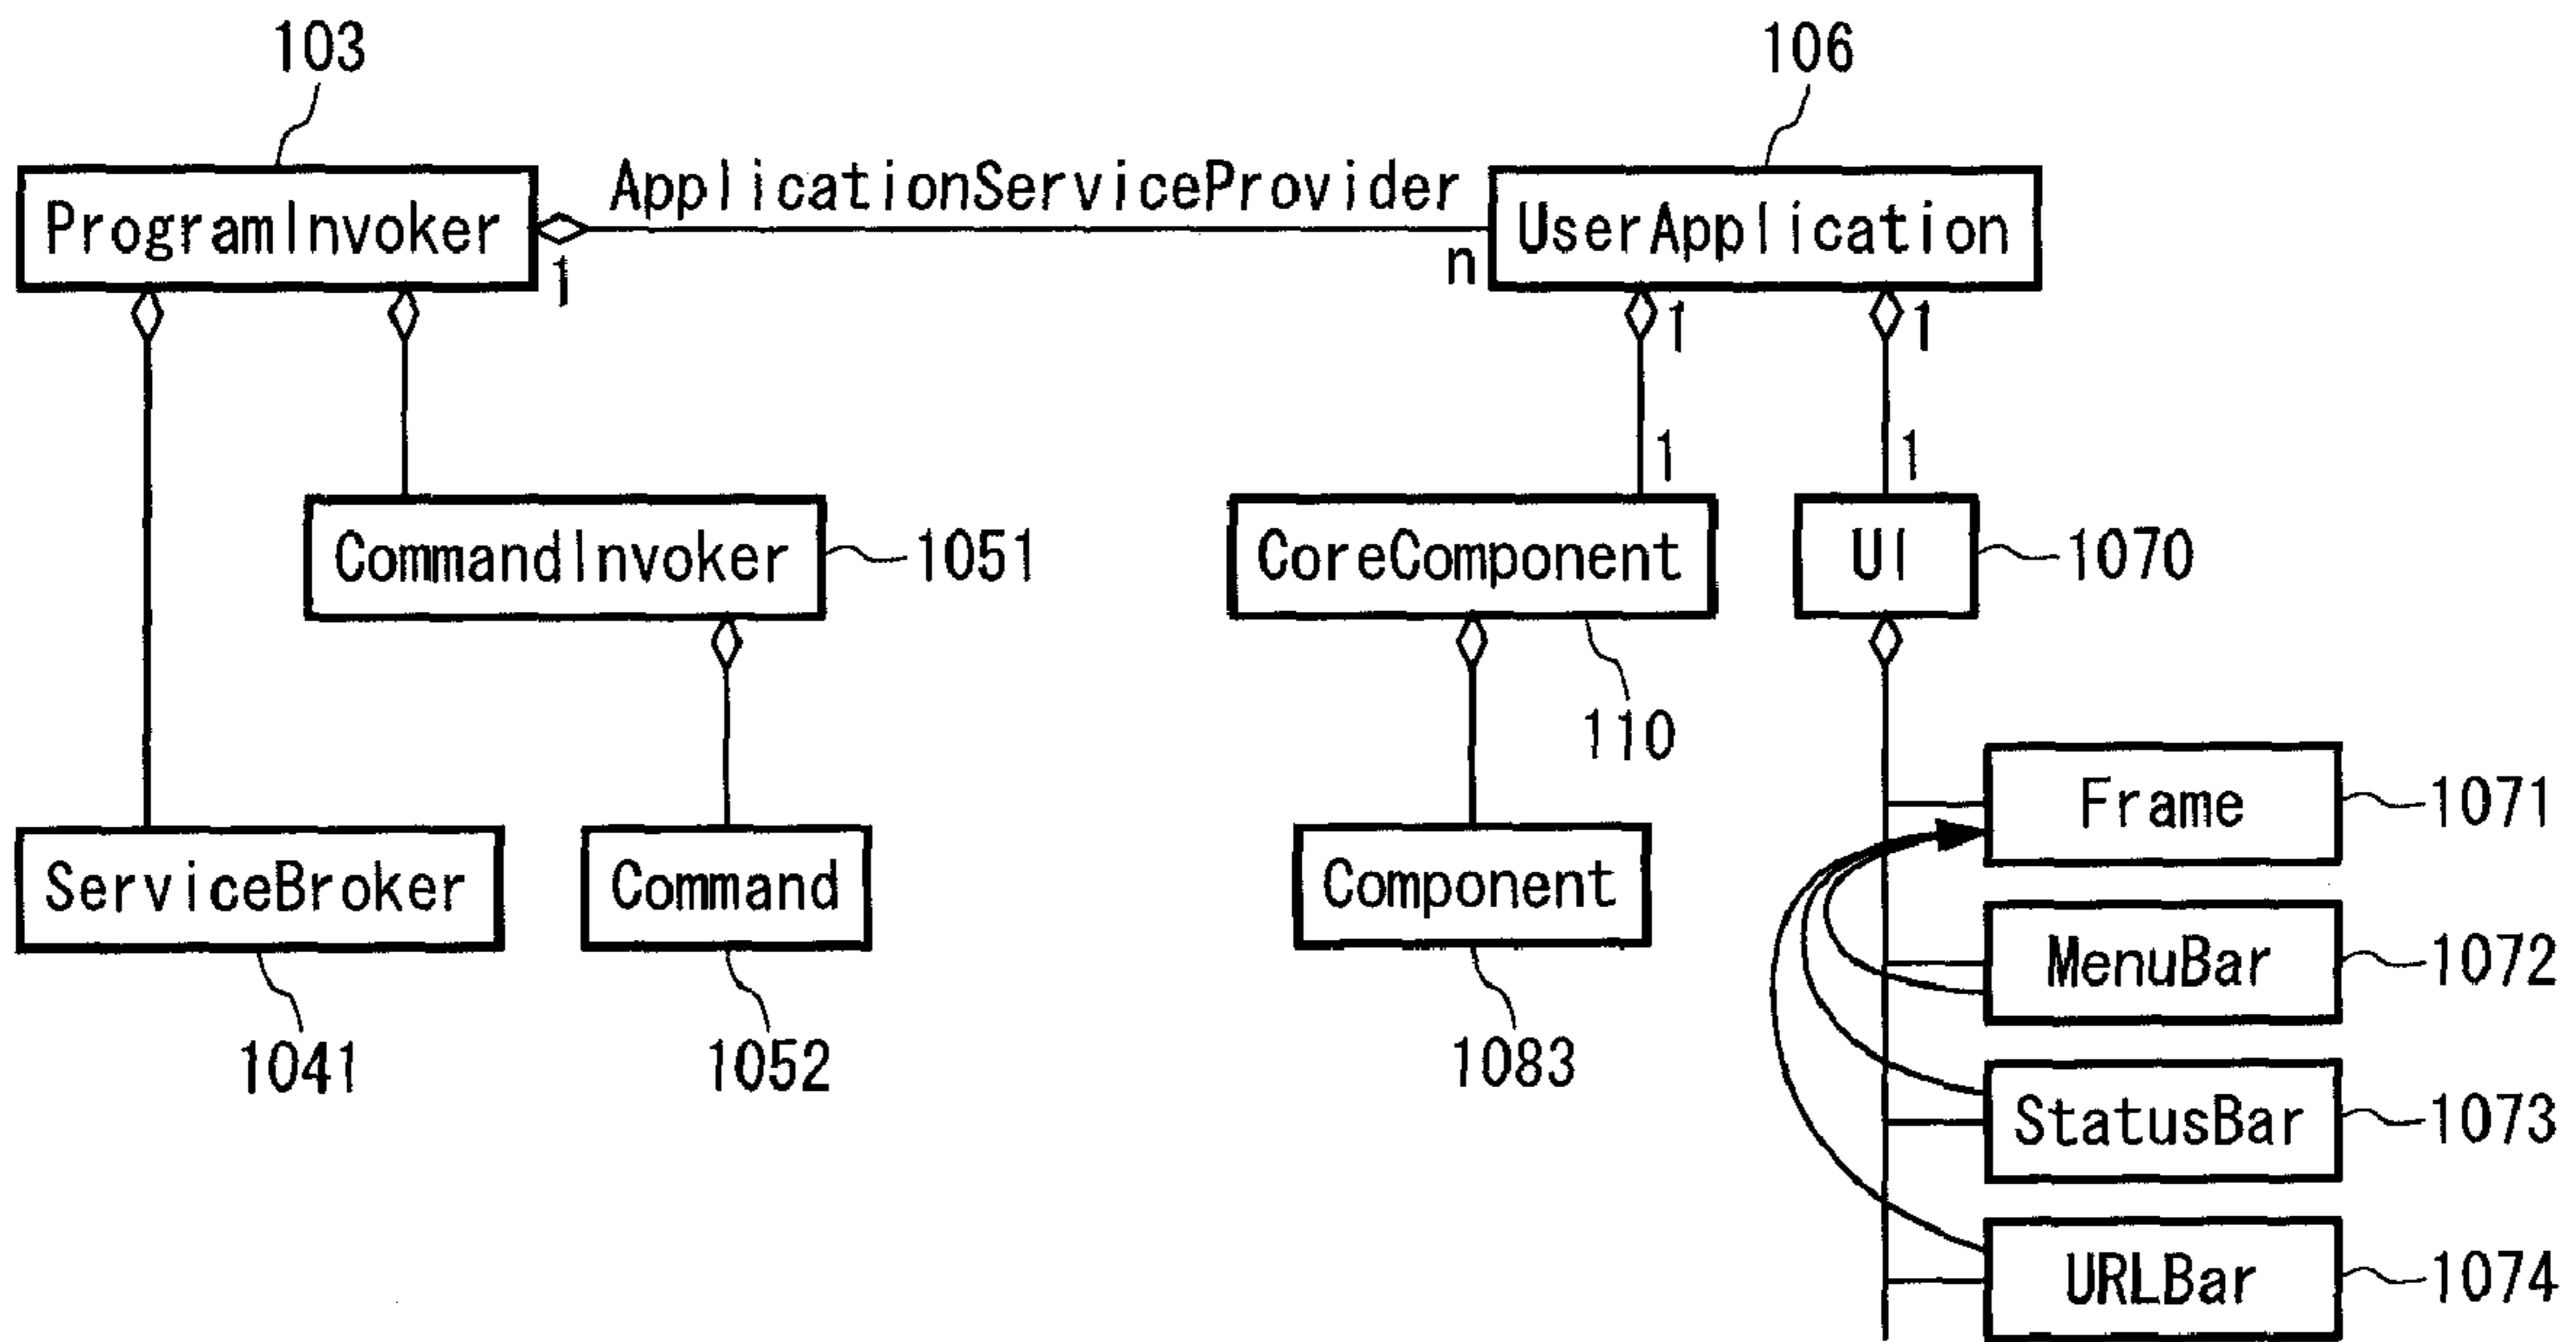 103
106
ProgramInvoker
ApplicationServiceProvider
UserApplication
1
n
1
1
1
1
CommandInvoker
1051
CoreComponent
UI
1070
110
Frame
1071
ServiceBroker
Command
Component
MenuBar
1072
1041
1052
1083
StatusBar
1073
URLBar
1074